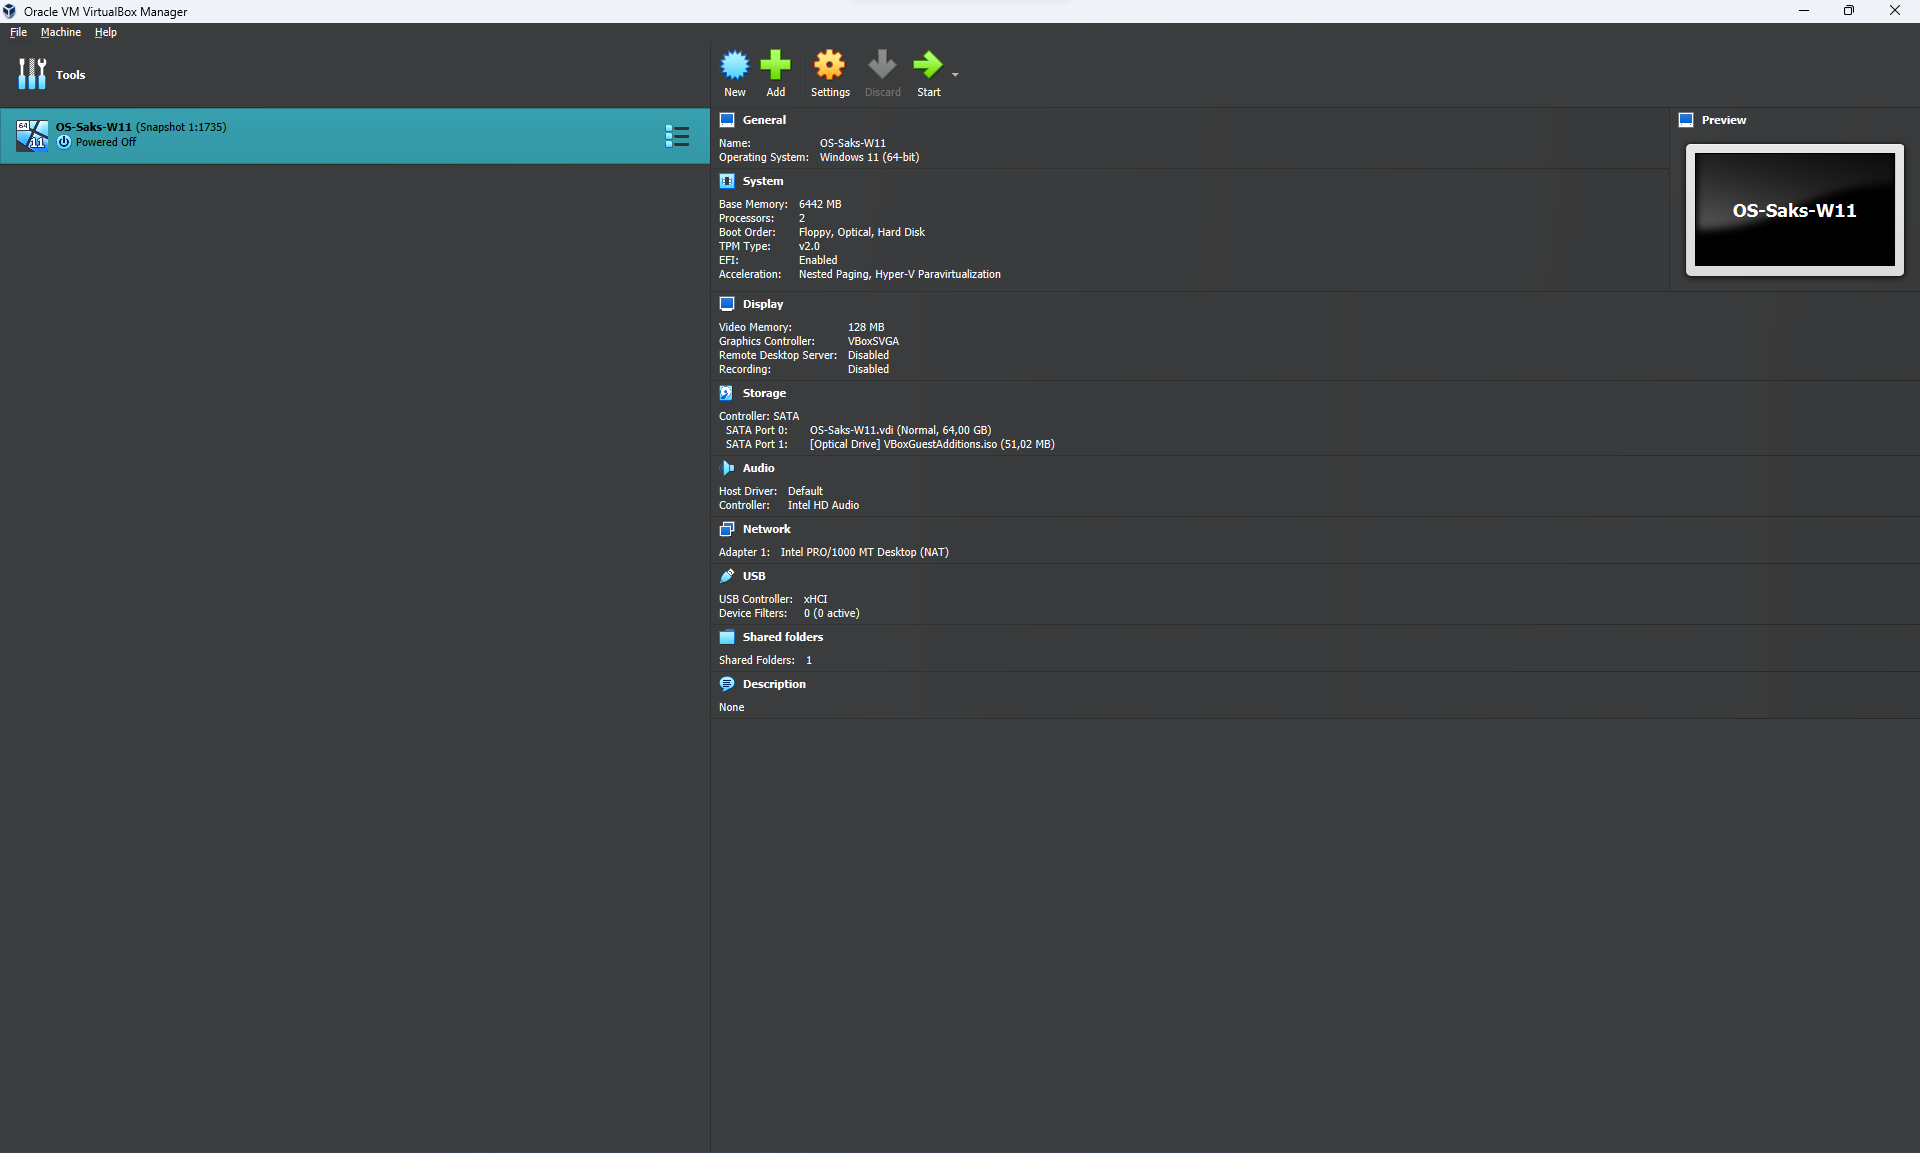 Oracle VM VirtualBox Manager
File Machine Help
Tools
New Add Settings Discard Start
64
11
OS-Saks-W11 (Snapshot 1:1735)
Powered Off
General
Name: OS-Saks-W11
Operating System: Windows 11 (64-bit)
System
Base Memory: 6442 MB
Processors: 2
Boot Order: Floppy, Optical, Hard Disk
TPM Type: v2.0
EFI: Enabled
Acceleration: Nested Paging, Hyper-V Paravirtualization
Preview
OS-Saks-W11
Display
Video Memory: 128 MB
Graphics Controller: VBoxSVGA
Remote Desktop Server: Disabled
Recording: Disabled
Storage
Controller: SATA
SATA Port 0: OS-Saks-W11.vdi (Normal, 64,00 GB)
SATA Port 1: [Optical Drive] VBoxGuestAdditions.iso (51,02 MB)
Audio
Host Driver: Default
Controller: Intel HD Audio
Network
Adapter 1: Intel PRO/1000 MT Desktop (NAT)
USB
USB Controller: xHCI
Device Filters: 0 (0 active)
Shared folders
Shared Folders: 1
Description
None